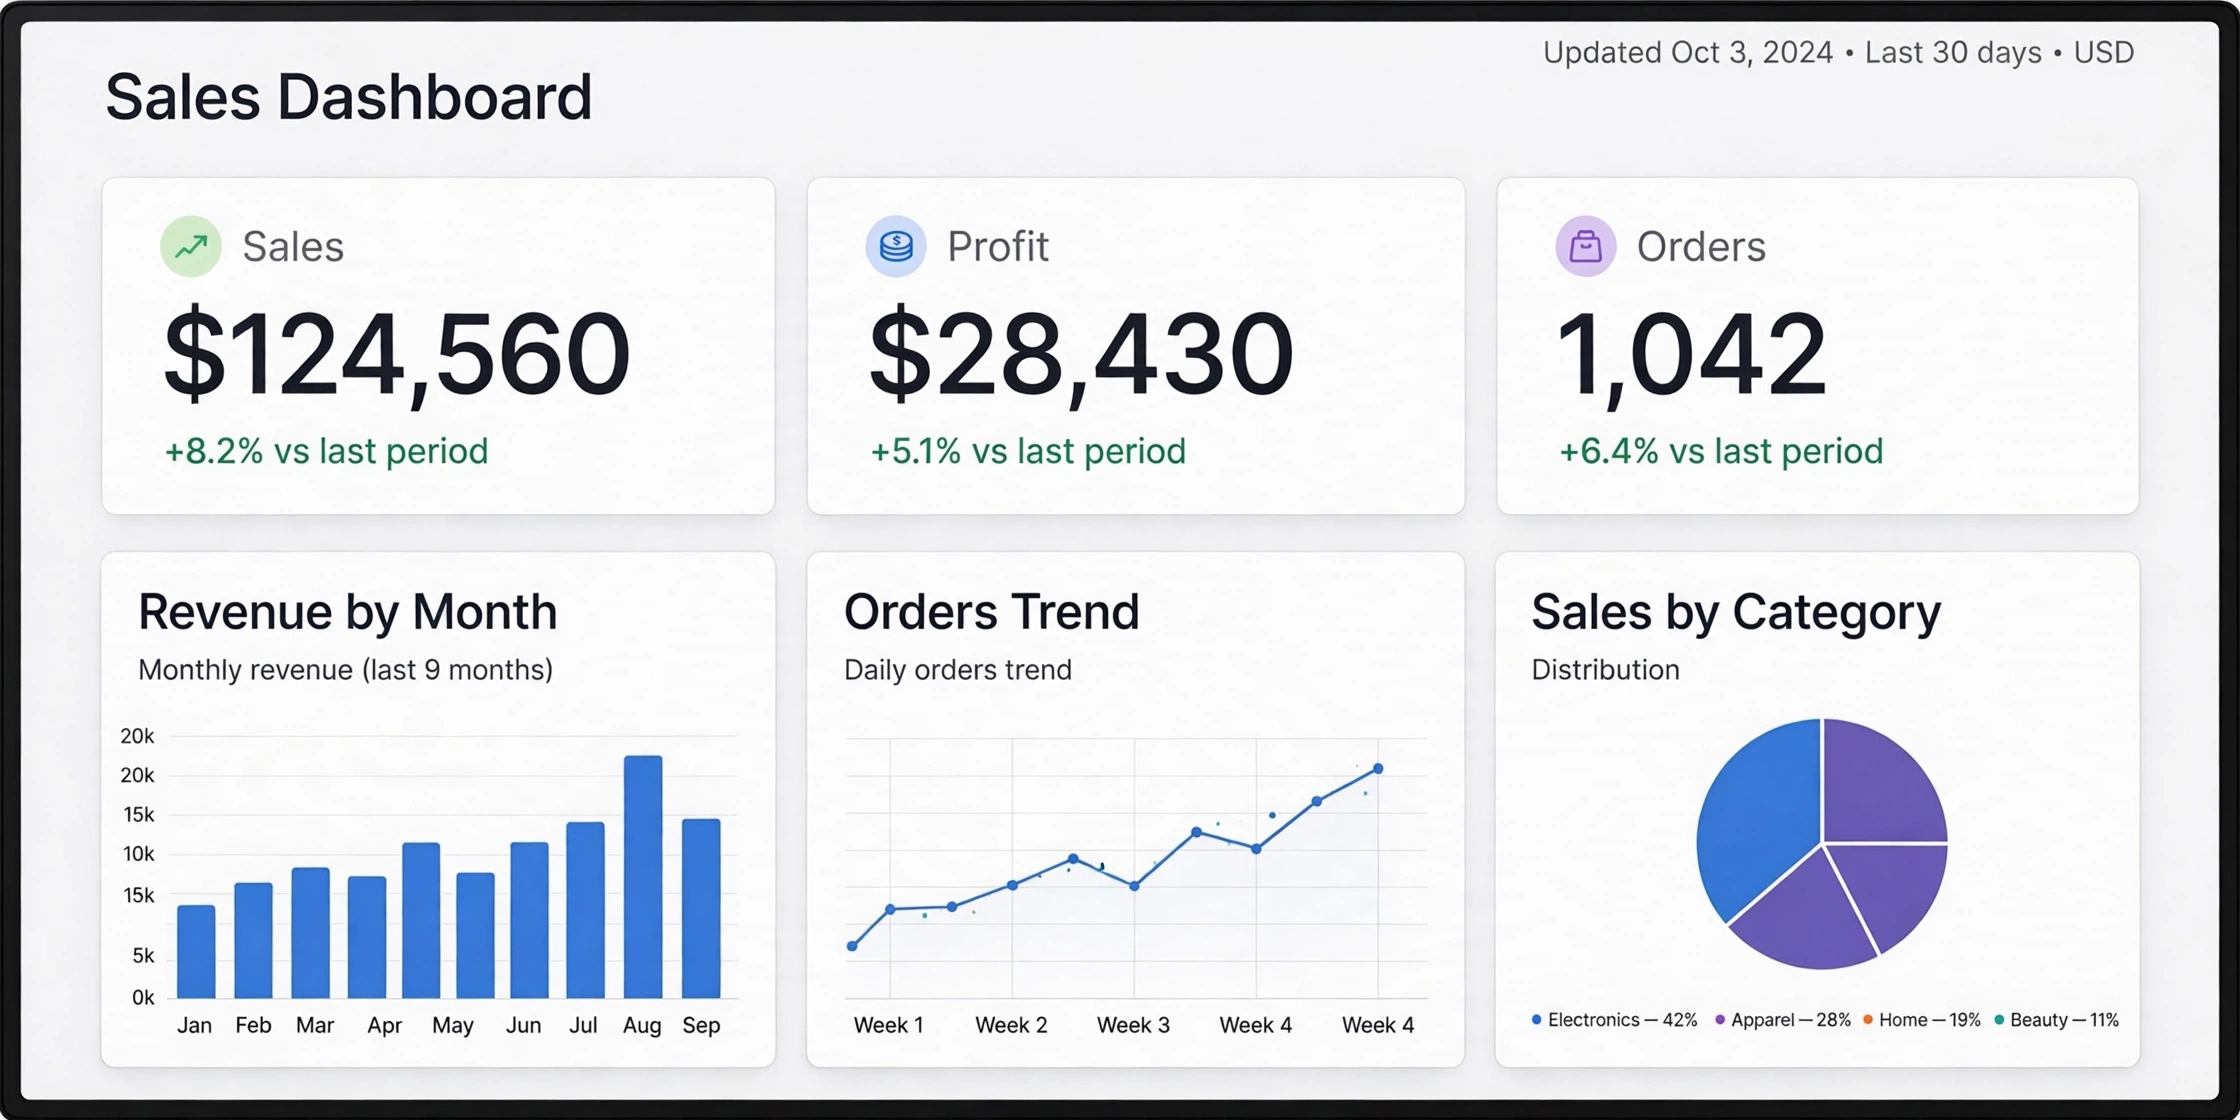 Updated Oct 3, 2024 • Last 30 days • USD
Sales Dashboard
Sales
$124,560
+8.2% vs last period
Profit
$28,430
+5.1% vs last period
Orders
1,042
+6.4% vs last period
Revenue by Month
Monthly revenue (last 9 months)
20k
20k
15k
10k
15k
5k
0k
Jan Feb Mar Apr May Jun Jul Aug Sep
Orders Trend
Daily orders trend
Week 1 Week 2 Week 3 Week 4 Week 4
Sales by Category
Distribution
Electronics — 42% Apparel — 28% Home — 19% Beauty — 11%